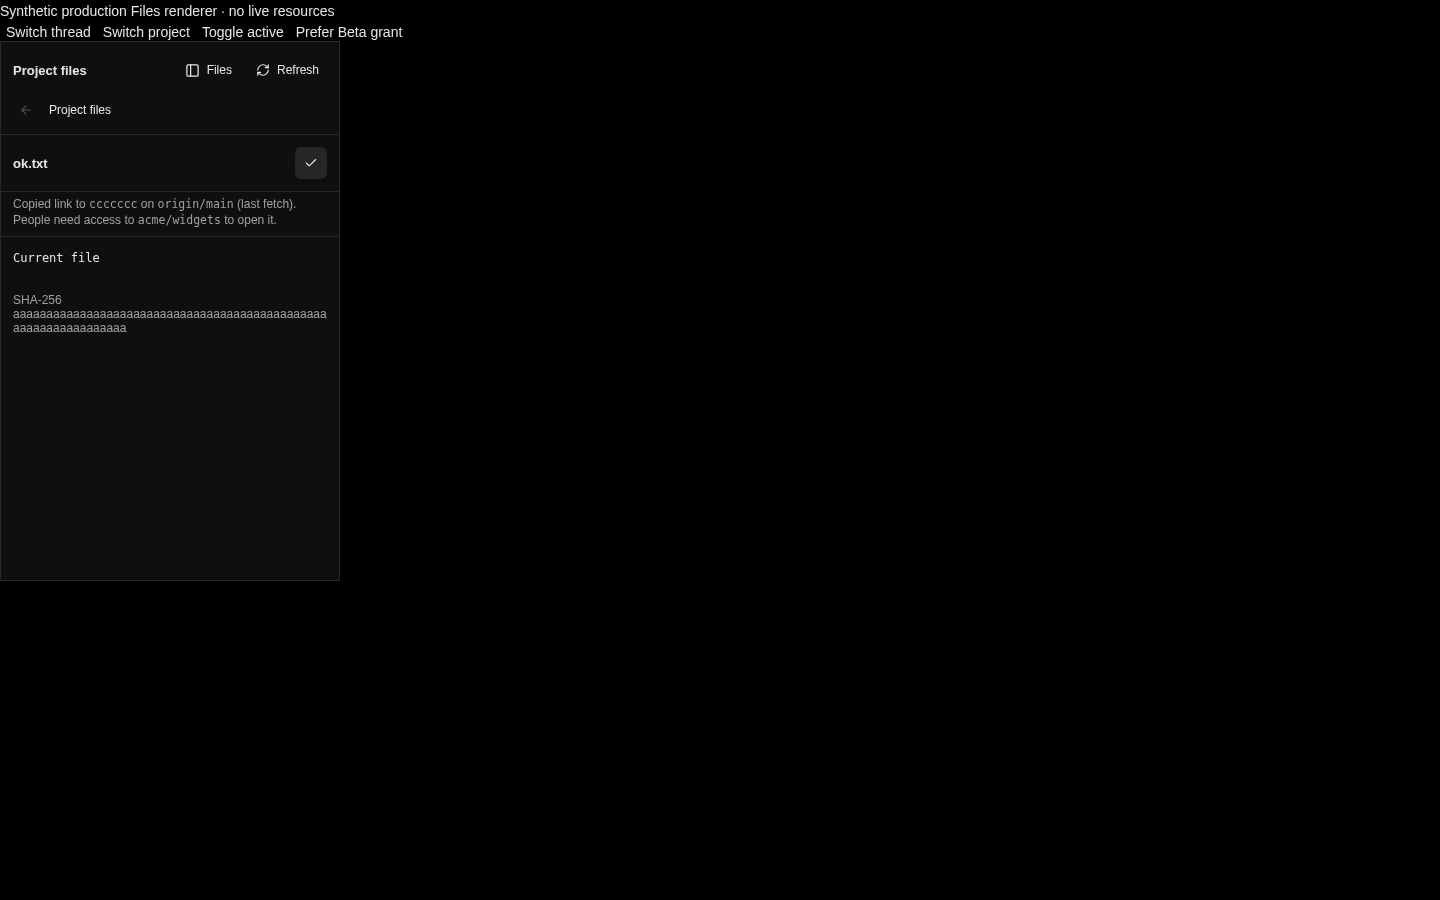 Synthetic production Files renderer · no live resources
Switch thread Switch project Toggle active Prefer Beta grant
Project files Files Refresh
Project files
ok.txt
Copied link to ccccccc on origin/main (last fetch).
People need access to acme/widgets to open it.
Current file
SHA-256
aaaaaaaaaaaaaaaaaaaaaaaaaaaaaaaaaaaaaaaaaaaaaaa
aaaaaaaaaaaaaaaaa